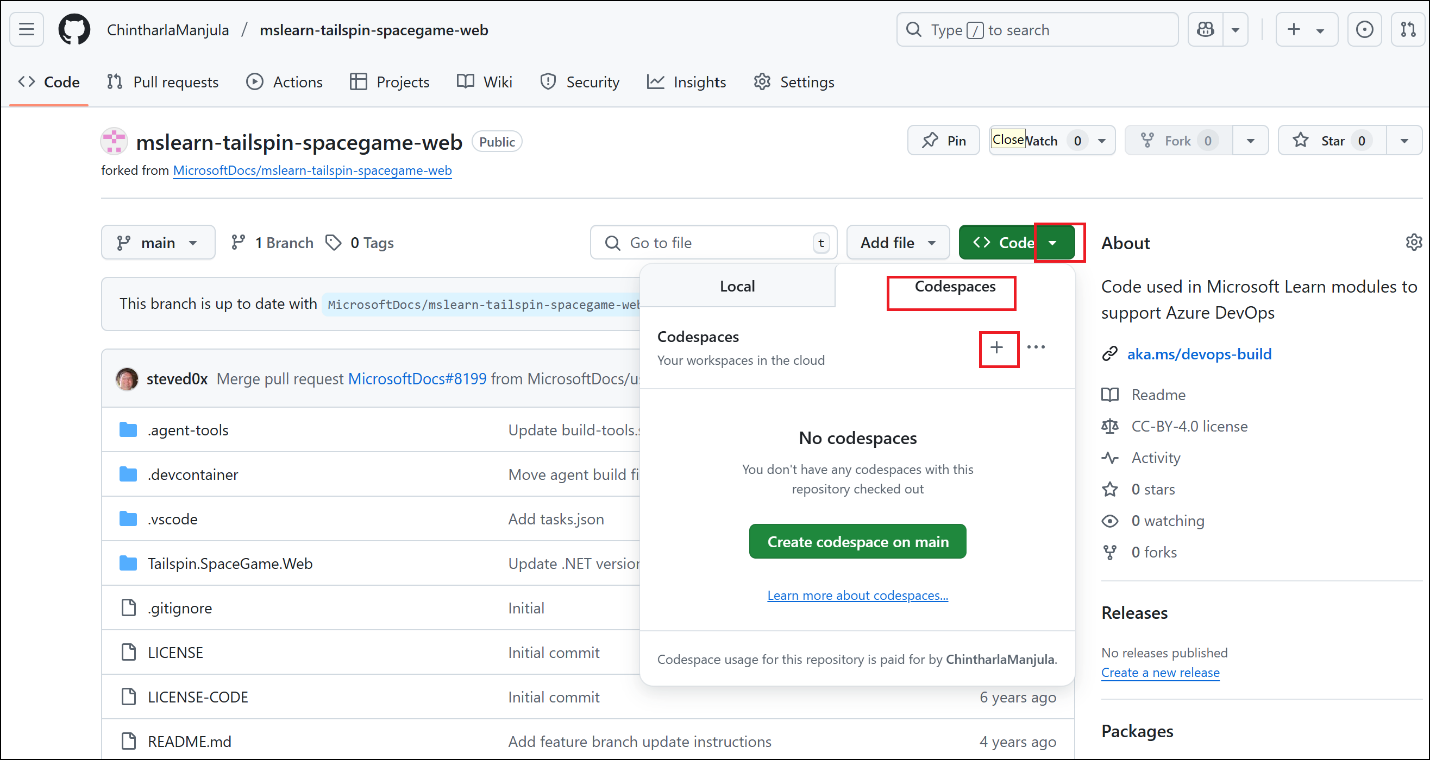 ChintharlaManjula / mslearn-tailspin-spacegame-web
Type / to search
Code Pull requests Actions Projects Wiki Security Insights Settings
mslearn-tailspin-spacegame-web Public
Pin
Close Watch 0
Fork 0
Star 0
forked from MicrosoftDocs/mslearn-tailspin-spacegame-web
main
1 Branch
0 Tags
Go to file t
Add file
Code
This branch is up to date with MicrosoftDocs/mslearn-tailspin-spacegame-web
steved0x Merge pull request MicrosoftDocs#8199 from MicrosoftDocs/u
.agent-tools Update build-tools.
.devcontainer Move agent build fi
.vscode Add tasks.json
Tailspin.SpaceGame.Web Update .NET version
.gitignore Initial
LICENSE Initial commit
LICENSE-CODE Initial commit 6 years ago
README.md Add feature branch update instructions 4 years ago
Local Codespaces
Codespaces
Your workspaces in the cloud
No codespaces
You don't have any codespaces with this
repository checked out
Create codespace on main
Learn more about codespaces...
Codespace usage for this repository is paid for by ChintharlaManjula.
About
Code used in Microsoft Learn modules to
support Azure DevOps
aka.ms/devops-build
Readme
CC-BY-4.0 license
Activity
0 stars
0 watching
0 forks
Releases
No releases published
Create a new release
Packages